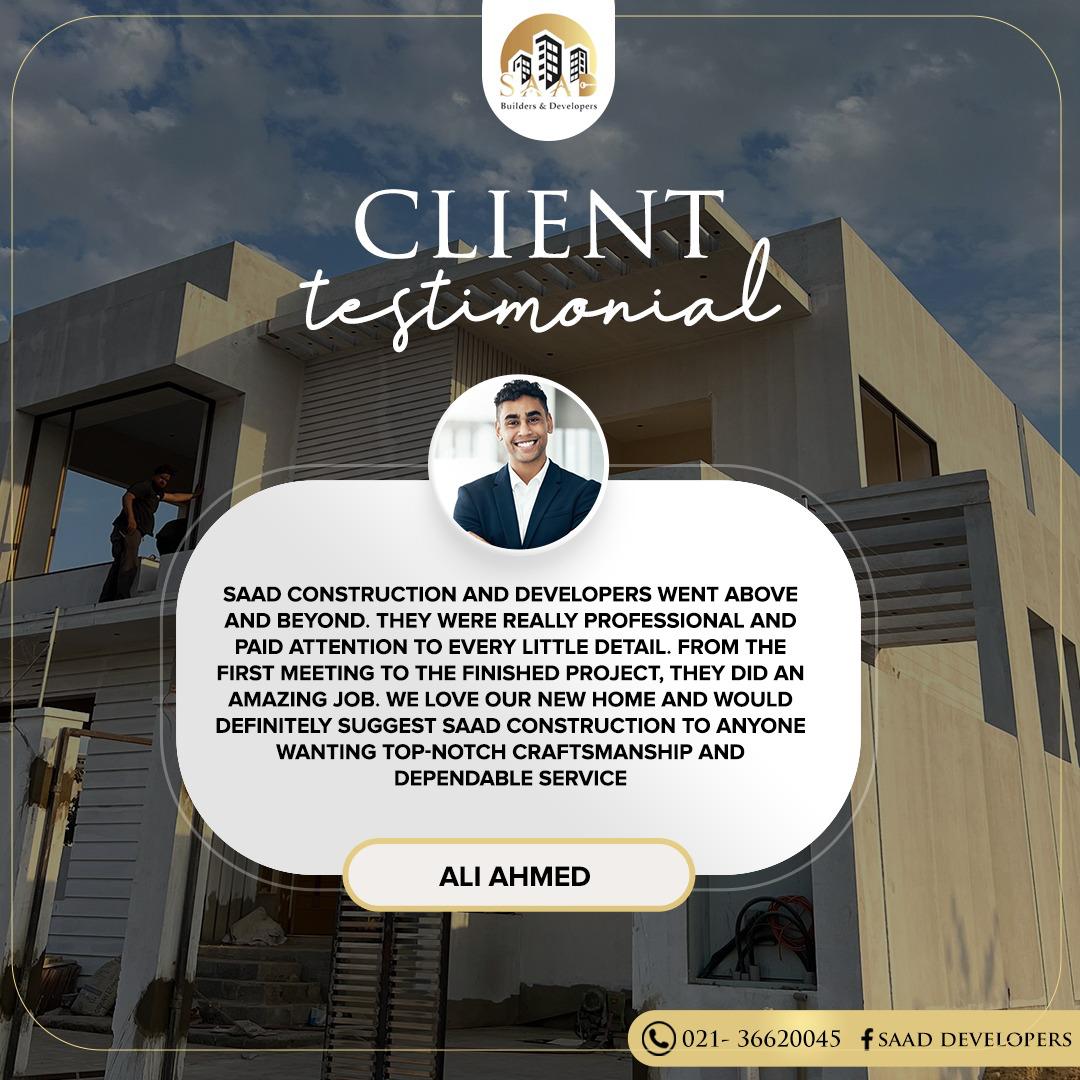 SAAD
Builders & Developers
CLIENT
testimonial
SAAD CONSTRUCTION AND DEVELOPERS WENT ABOVE
AND BEYOND. THEY WERE REALLY PROFESSIONAL AND
PAID ATTENTION TO EVERY LITTLE DETAIL. FROM THE
FIRST MEETING TO THE FINISHED PROJECT, THEY DID AN
AMAZING JOB. WE LOVE OUR NEW HOME AND WOULD
DEFINITELY SUGGEST SAAD CONSTRUCTION TO ANYONE
WANTING TOP-NOTCH CRAFTSMANSHIP AND
DEPENDABLE SERVICE
ALI AHMED
021- 36620045 f SAAD DEVELOPERS